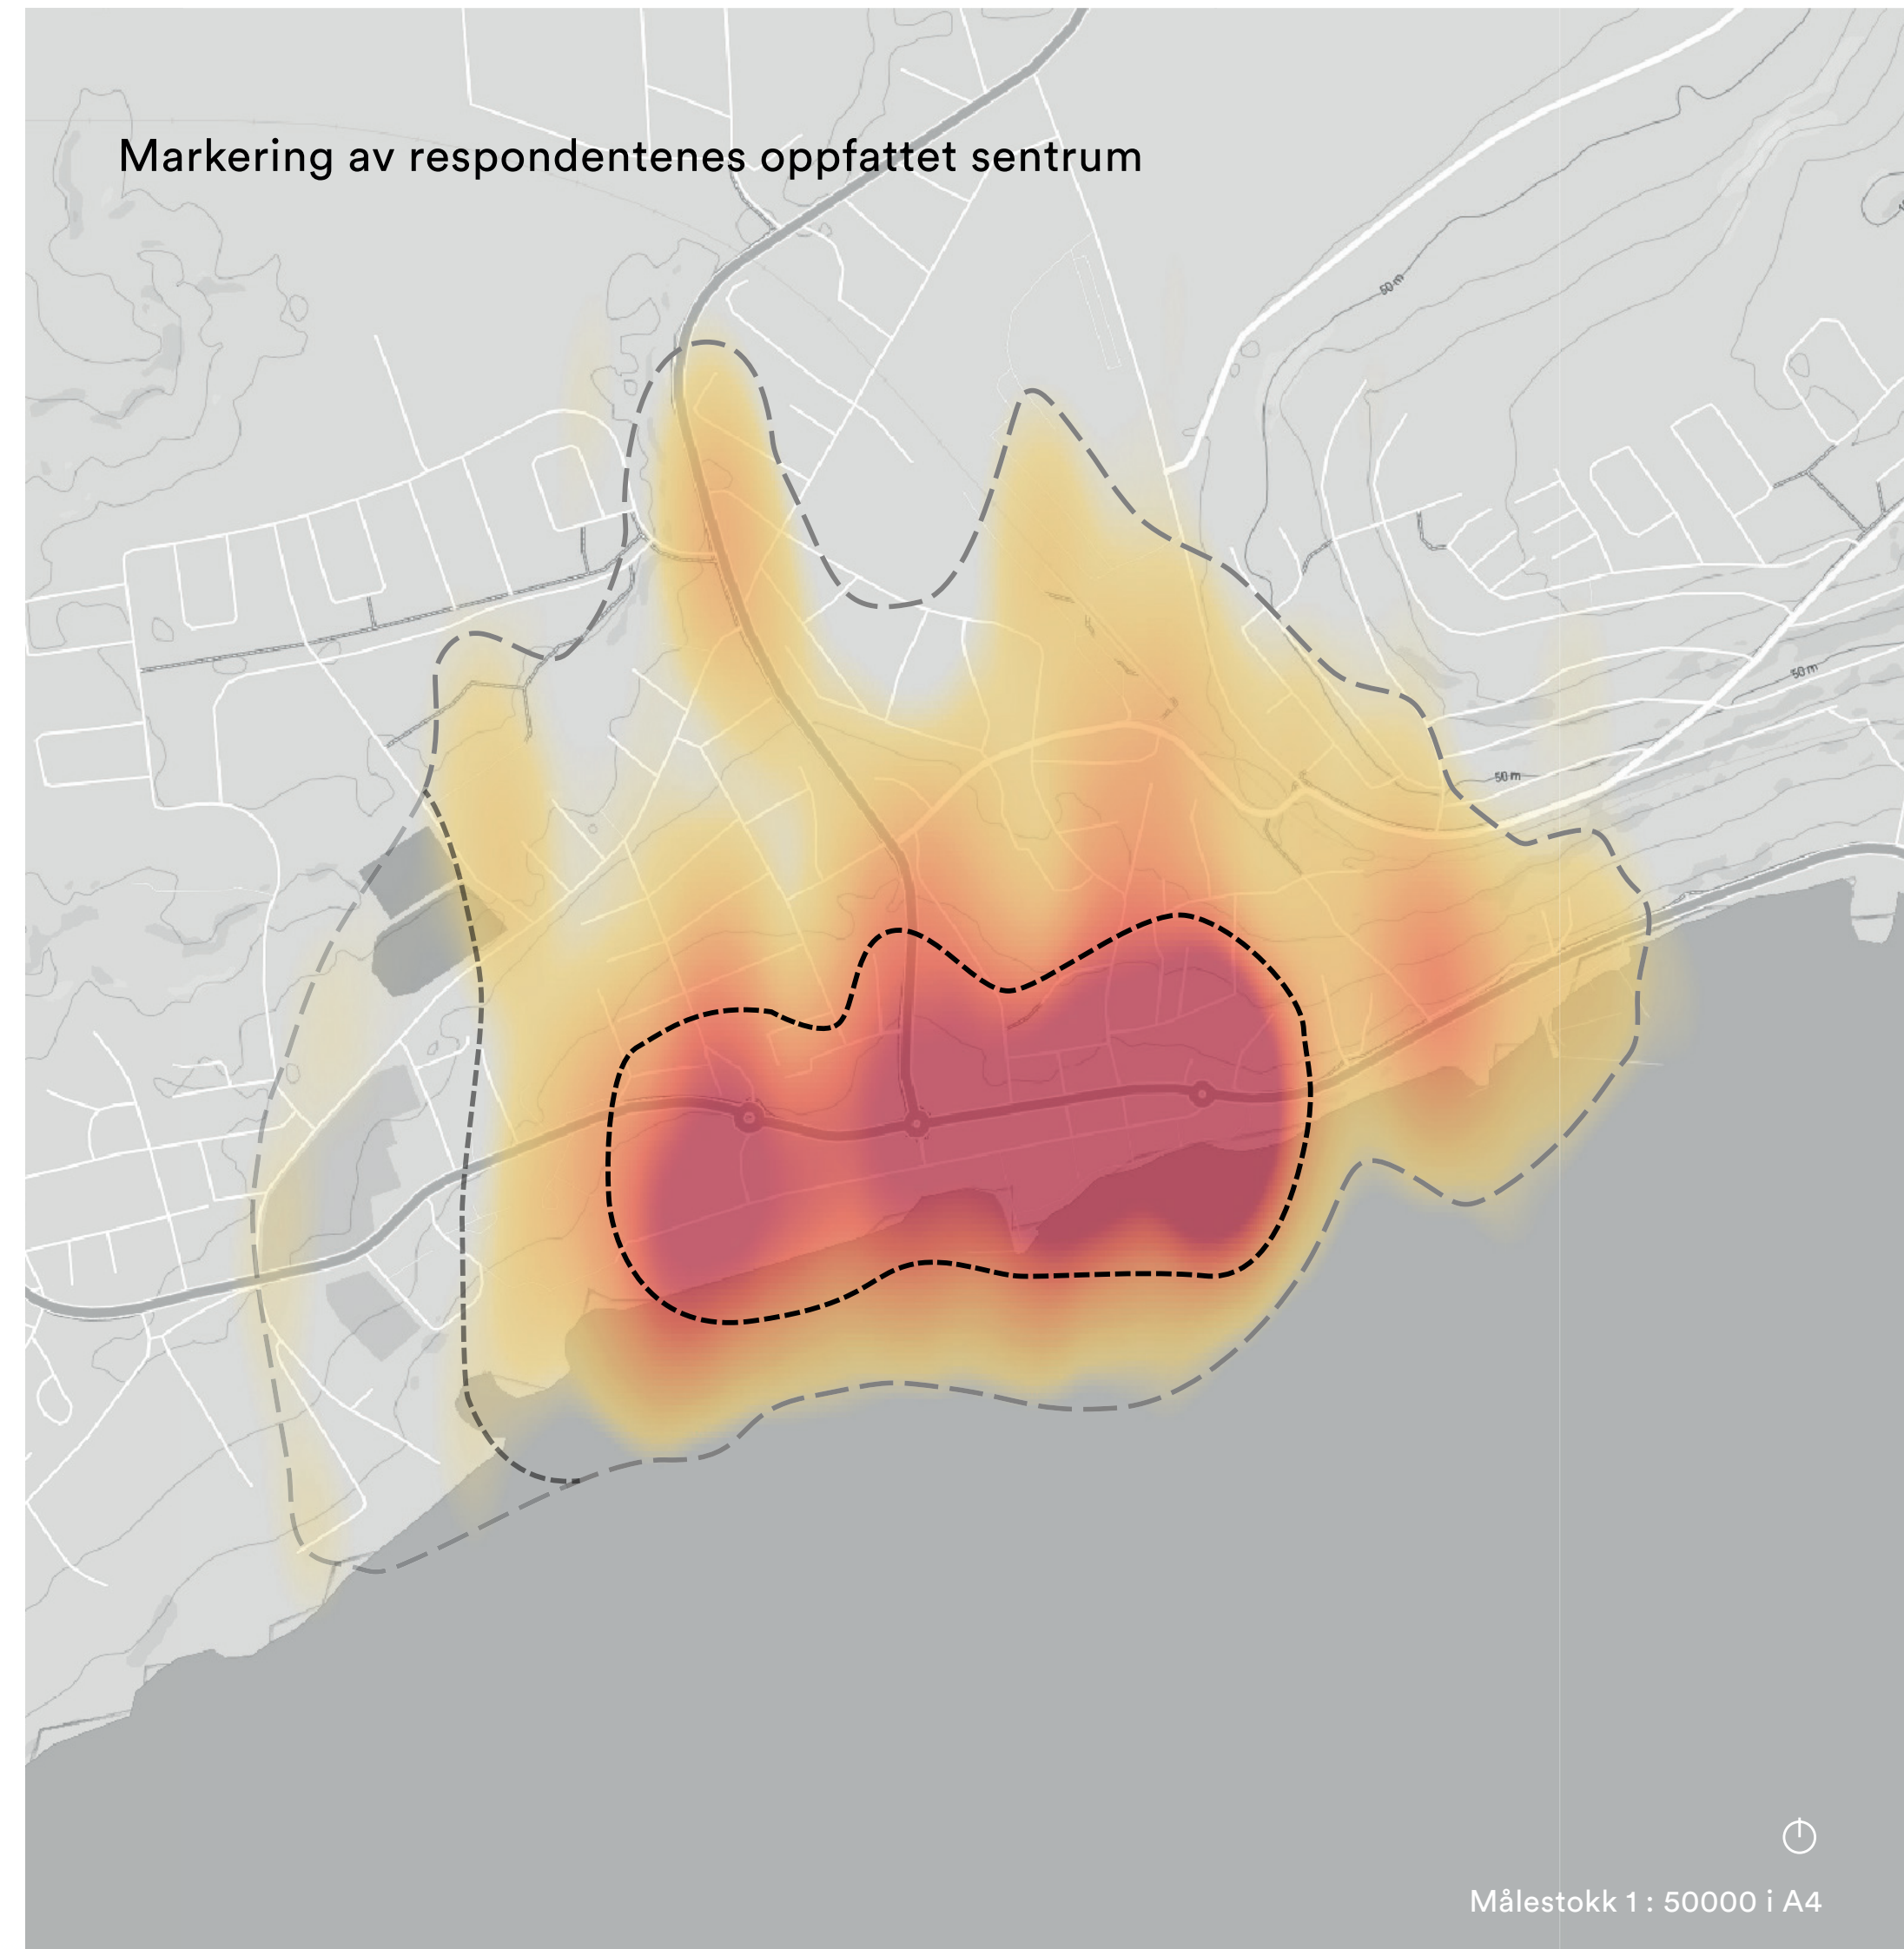 Markering av respondentenes oppfattet sentrum
50 m
50 m
50 m
Målestokk 1 : 50000 i A4